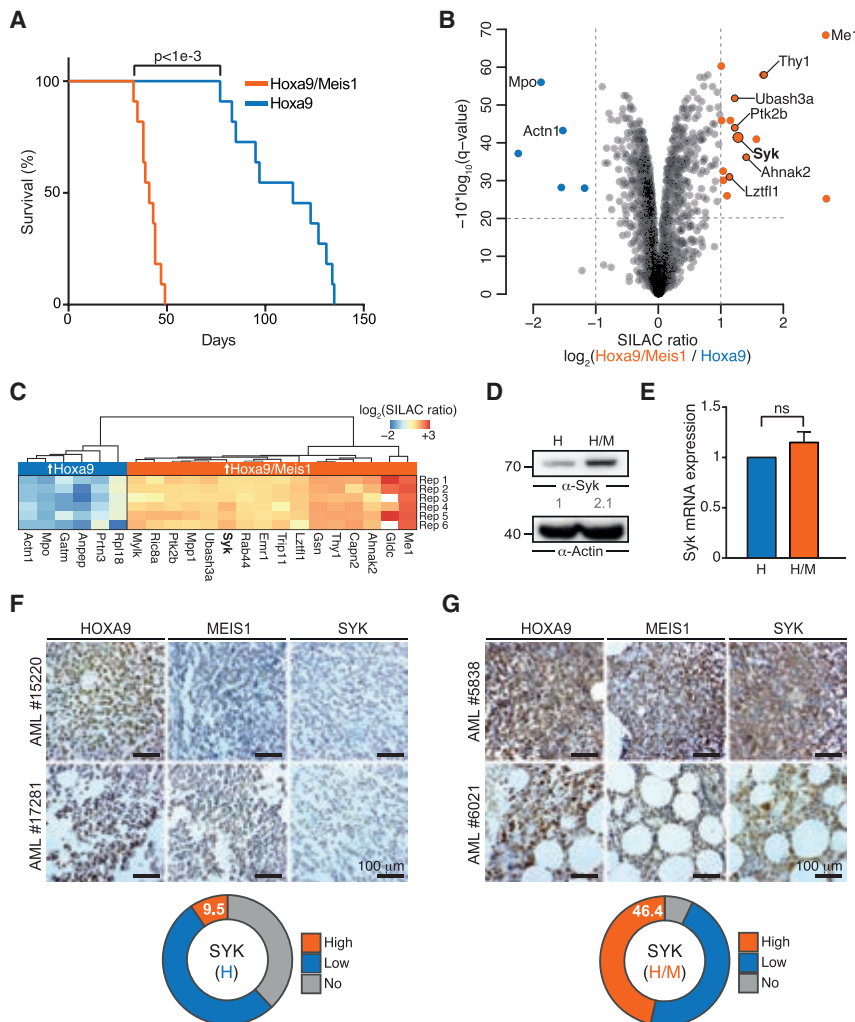 A
p<1e-3
Hoxa9/Meis1
Hoxa9
100
50
0
Survival (%)
0
50
100
150
Days
B
70
60
50
40
30
20
10
0
-10*log10(q-value)
Me1
Thy1
Ubash3a
Ptk2b
Syk
Ahnak2
Lztfl1
Mpo
Actn1
-2
-1
0
1
2
SILAC ratio
log2(Hoxa9/Meis1 / Hoxa9)
C
log2(SILAC ratio)
-2
+3
↑Hoxa9
↑Hoxa9/Meis1
Rep 1
Rep 2
Rep 3
Rep 4
Rep 5
Rep 6
Actn1
Mpo
Gatm
Anpep
Prtn3
Rpl18
Mylk
Ric8a
Ptk2b
Mpp1
Ubash3a
Syk
Rab44
Emr1
Trip11
Lztfl1
Gsn
Thy1
Capn2
Ahnak2
Gldc
Me1
D
H H/M
70
α-Syk
1 2.1
40
α-Actin
E
ns
1.5
1
0.5
0
Syk mRNA expression
H
H/M
F
HOXA9 MEIS1 SYK
AML #15220
AML #17281
100 µm
9.5
SYK
(H)
High
Low
No
G
HOXA9 MEIS1 SYK
AML #5838
AML #6021
100 µm
46.4
SYK
(H/M)
High
Low
No